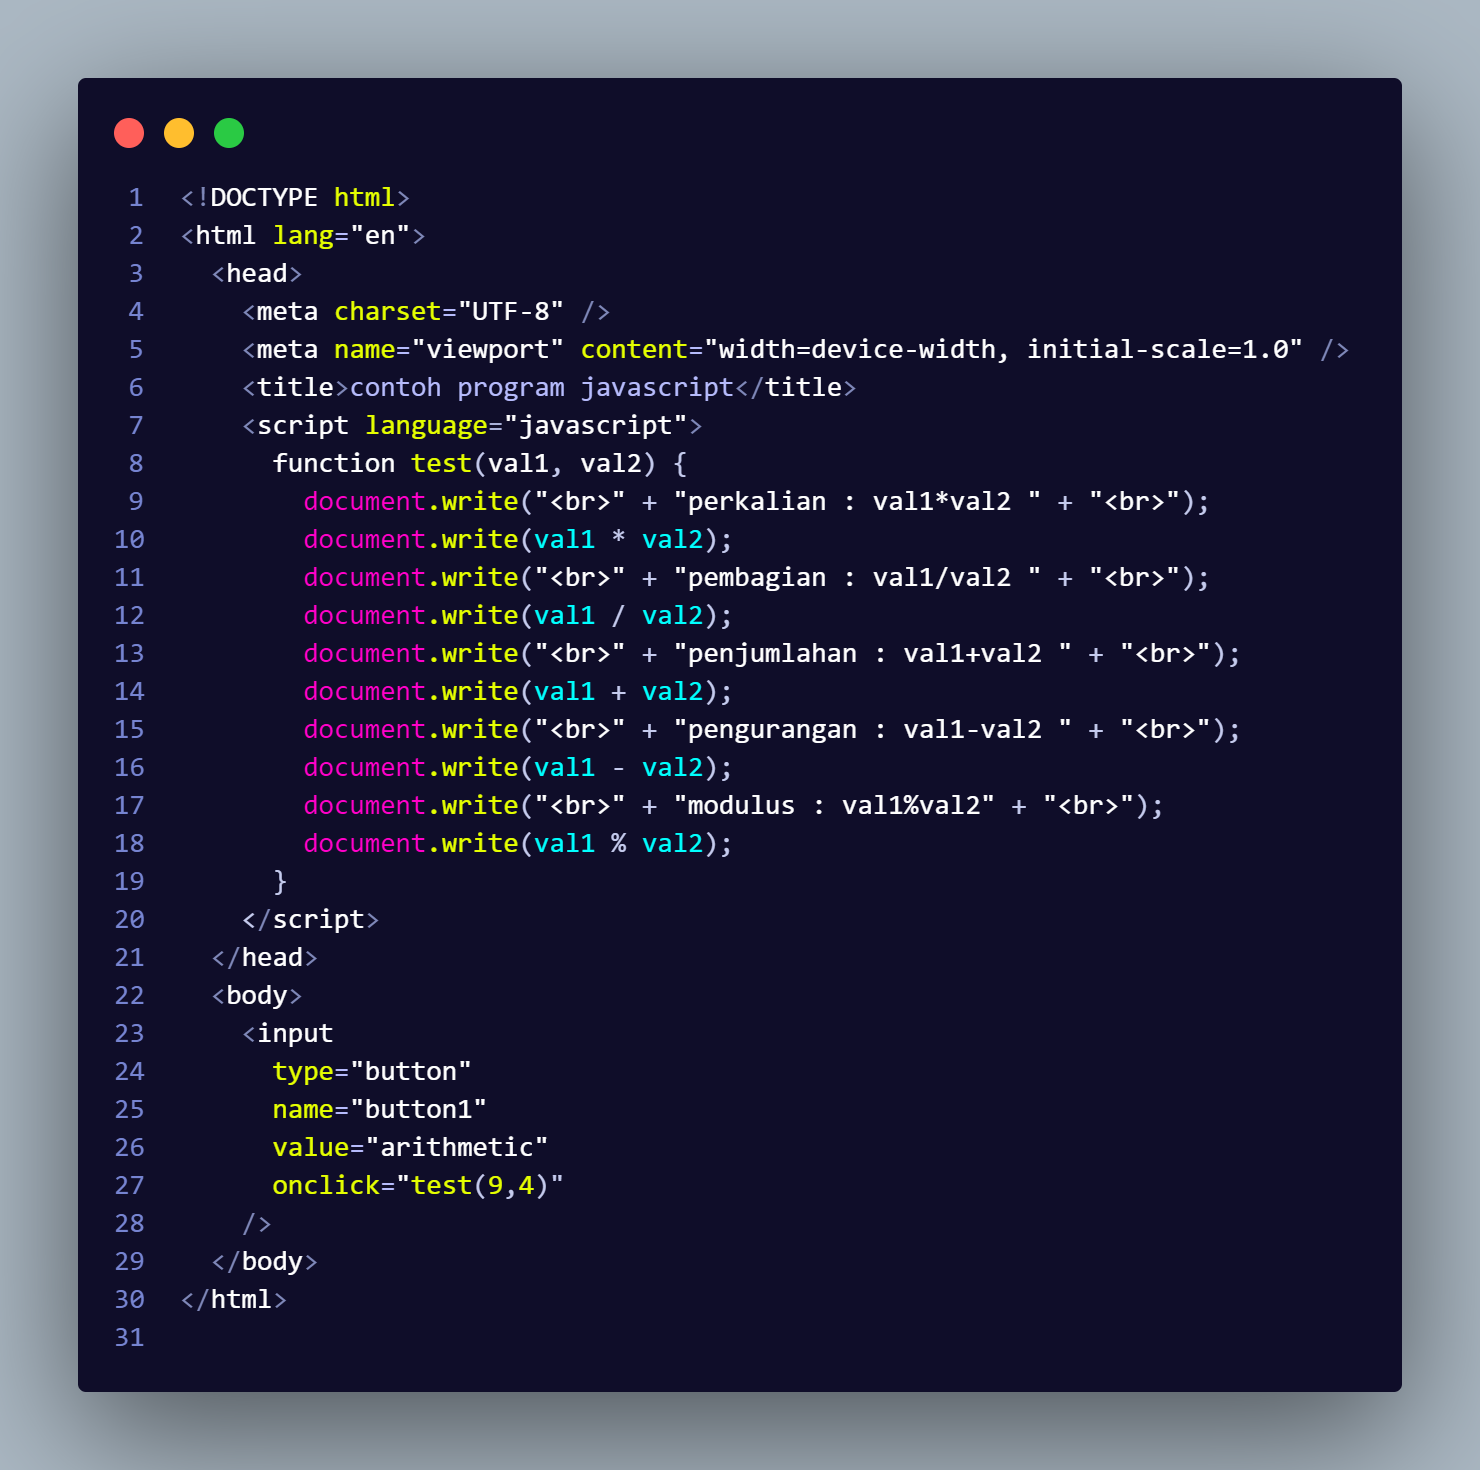 1 <!DOCTYPE html>
2 <html lang="en">
3   <head>
4     <meta charset="UTF-8" />
5     <meta name="viewport" content="width=device-width, initial-scale=1.0" />
6     <title>contoh program javascript</title>
7     <script language="javascript">
8       function test(val1, val2) {
9         document.write("<br>" + "perkalian : val1*val2 " + "<br>");
10         document.write(val1 * val2);
11         document.write("<br>" + "pembagian : val1/val2 " + "<br>");
12         document.write(val1 / val2);
13         document.write("<br>" + "penjumlahan : val1+val2 " + "<br>");
14         document.write(val1 + val2);
15         document.write("<br>" + "pengurangan : val1-val2 " + "<br>");
16         document.write(val1 - val2);
17         document.write("<br>" + "modulus : val1%val2" + "<br>");
18         document.write(val1 % val2);
19       }
20     </script>
21   </head>
22   <body>
23     <input
24       type="button"
25       name="button1"
26       value="arithmetic"
27       onclick="test(9,4)"
28     />
29   </body>
30 </html>
31